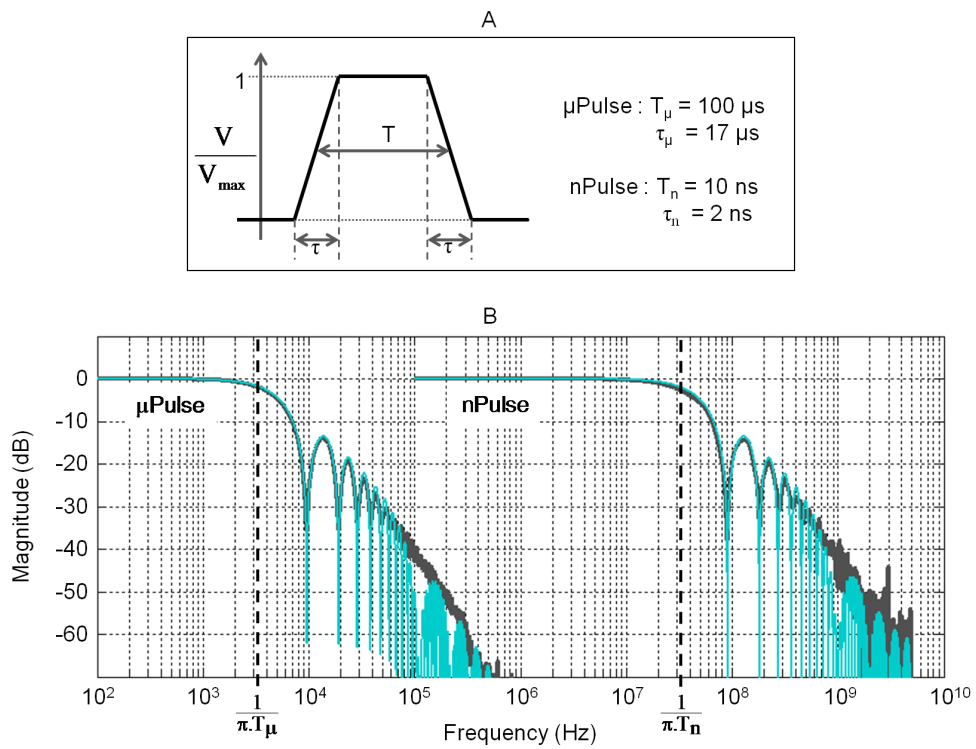 A
1
V
V max
T
τ
τ
μPulse : Tμ = 100 μs
τμ = 17 μs
nPulse : Tn = 10 ns
τn = 2 ns
B
Magnitude (dB)
0
-10
-20
-30
-40
-50
-60
μPulse
nPulse
10²
10³
10⁴
10⁵
10⁶
10⁷
10⁸
10⁹
10¹⁰
1
π.Tμ
Frequency (Hz)
1
π.Tn